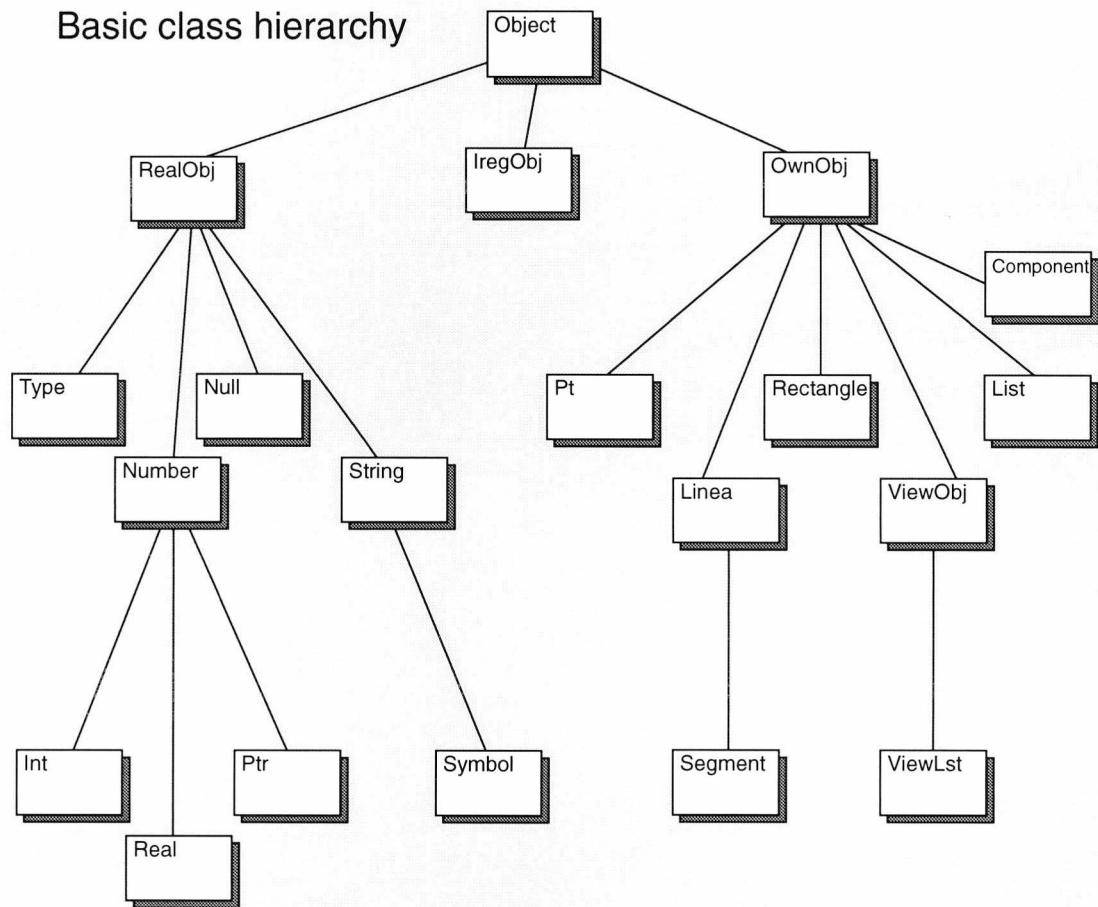 Basic class hierarchy
Object
RealObj
IregObj
OwnObj
Component
Type
Null
Pt
Rectangle
List
Number
String
Linea
ViewObj
Int
Ptr
Symbol
Segment
ViewLst
Real